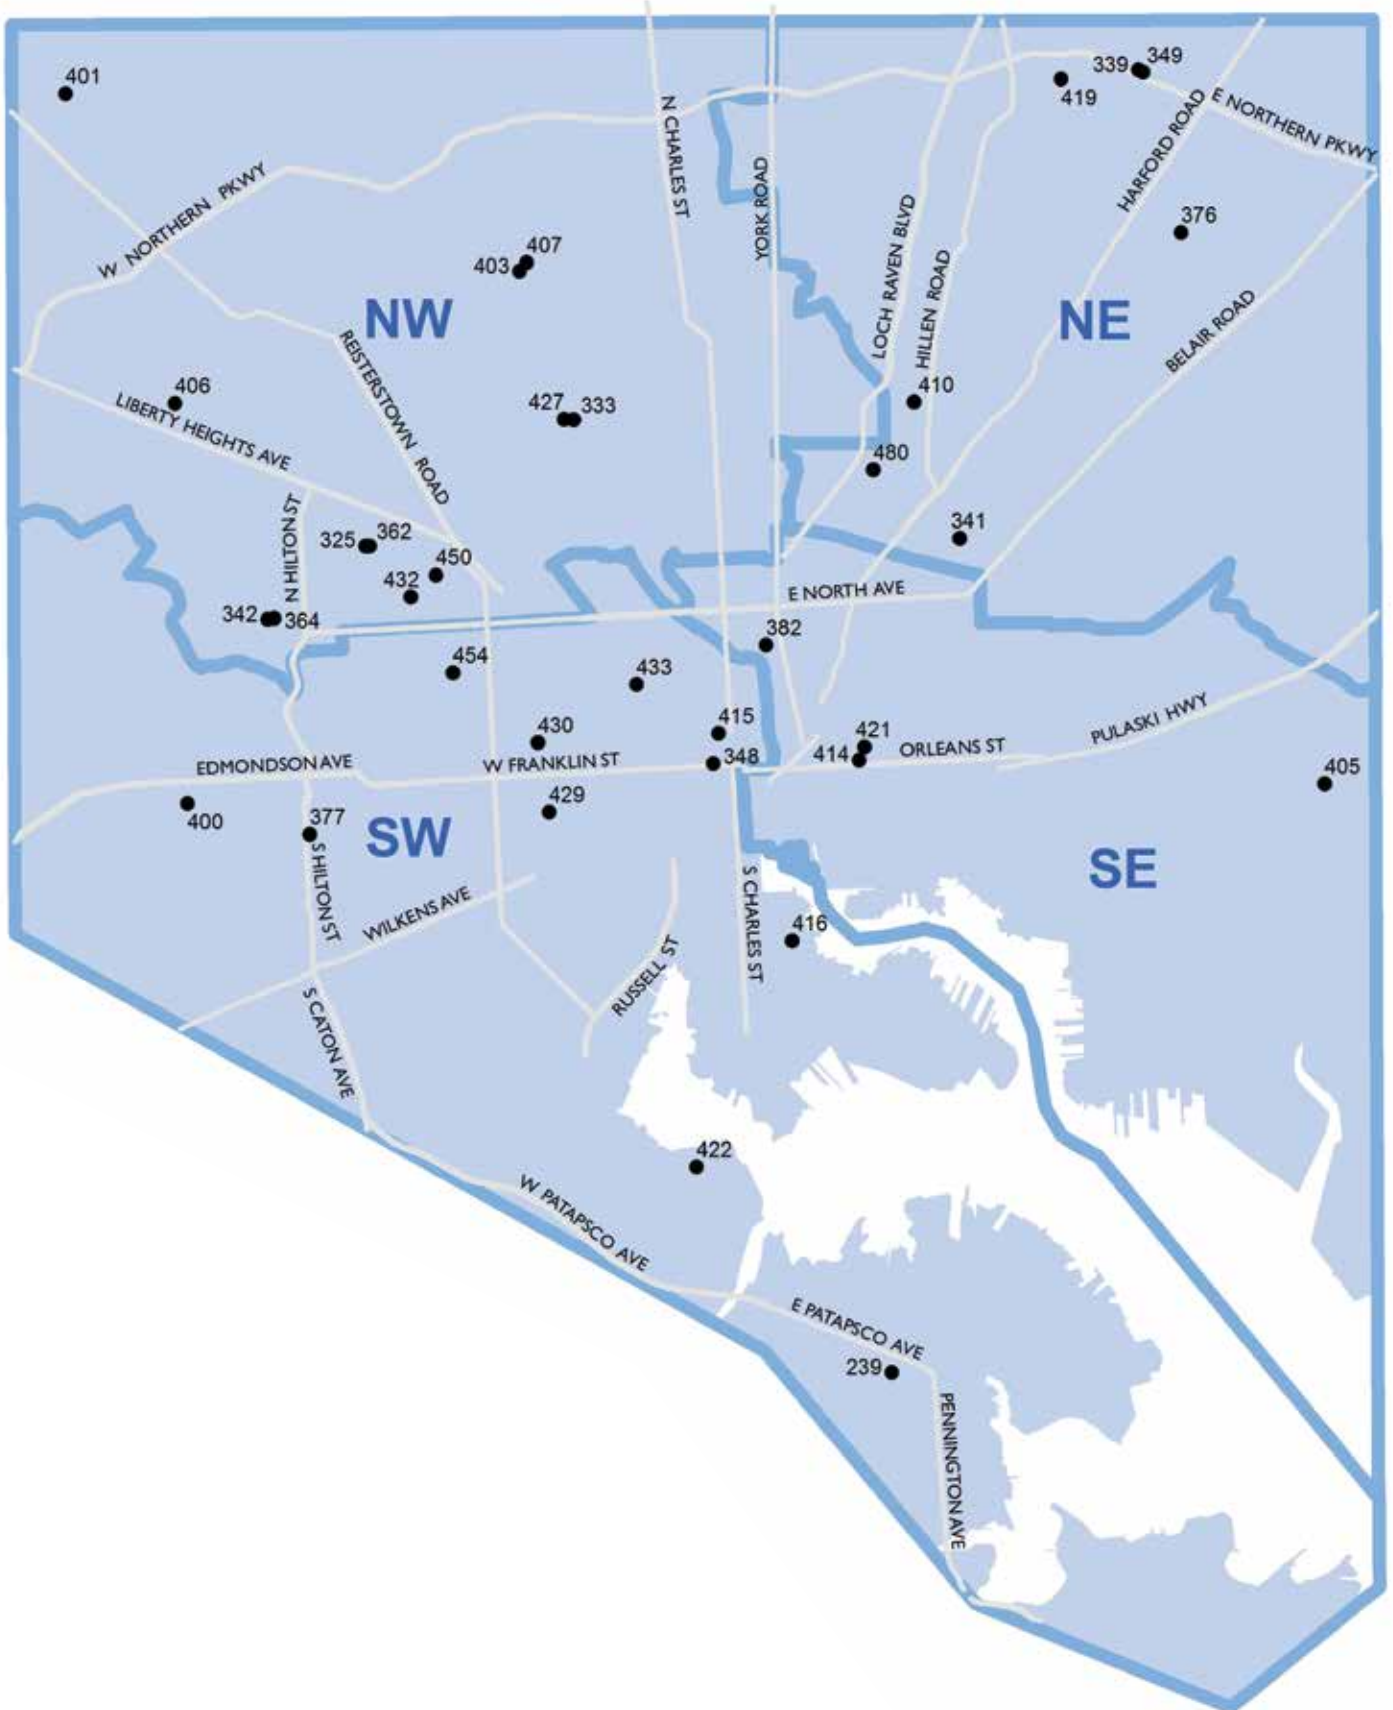 401
339
349
419
E NORTHERN PKWY
N CHARLES ST
HARFORD ROAD
W NORTHERN PKWY
YORK ROAD
LOCH RAVEN BLVD
376
407
403
HILLEN ROAD
NW
NE
BELAIR ROAD
REISTERSTOWN ROAD
406
410
LIBERTY HEIGHTS AVE
427
333
480
N HILTON ST
341
325
362
450
432
E NORTH AVE
342
364
382
454
433
415
430
421
414
ORLEANS ST
PULASKI HWY
EDMONDSON AVE
W FRANKLIN ST
348
405
400
429
377
SW
SE
S HILTON ST
WILKENS AVE
S CHARLES ST
416
RUSSELL ST
S CATON AVE
422
W PATAPSCO AVE
E PATAPSCO AVE
239
PENNINGTON AVE